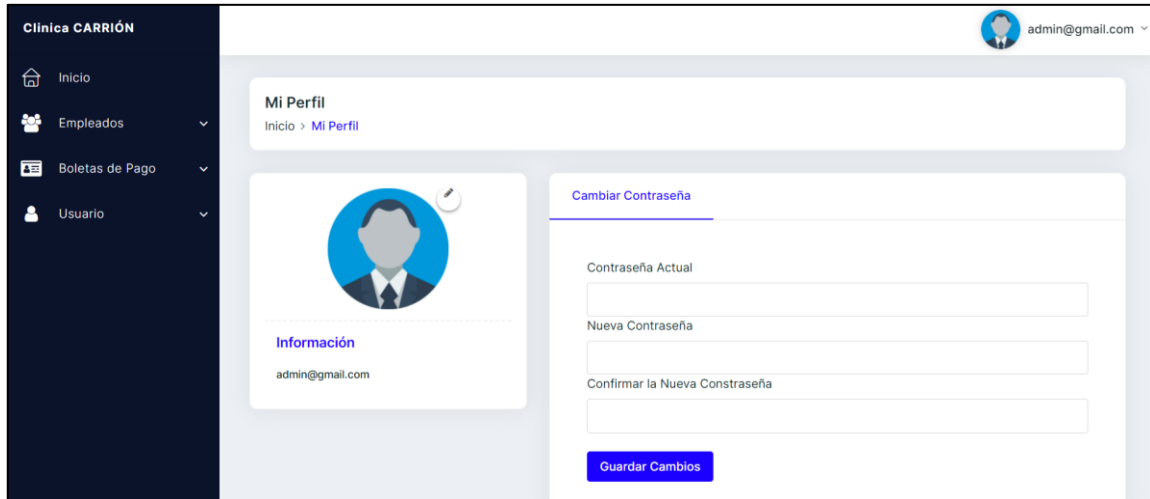 Clinica CARRIÓN
admin@gmail.com
Inicio
Empleados
Boletas de Pago
Usuario
Mi Perfil
Inicio > Mi Perfil
Información
admin@gmail.com
Cambiar Contraseña
Contraseña Actual
Nueva Contraseña
Confirmar la Nueva Constraseña
Guardar Cambios